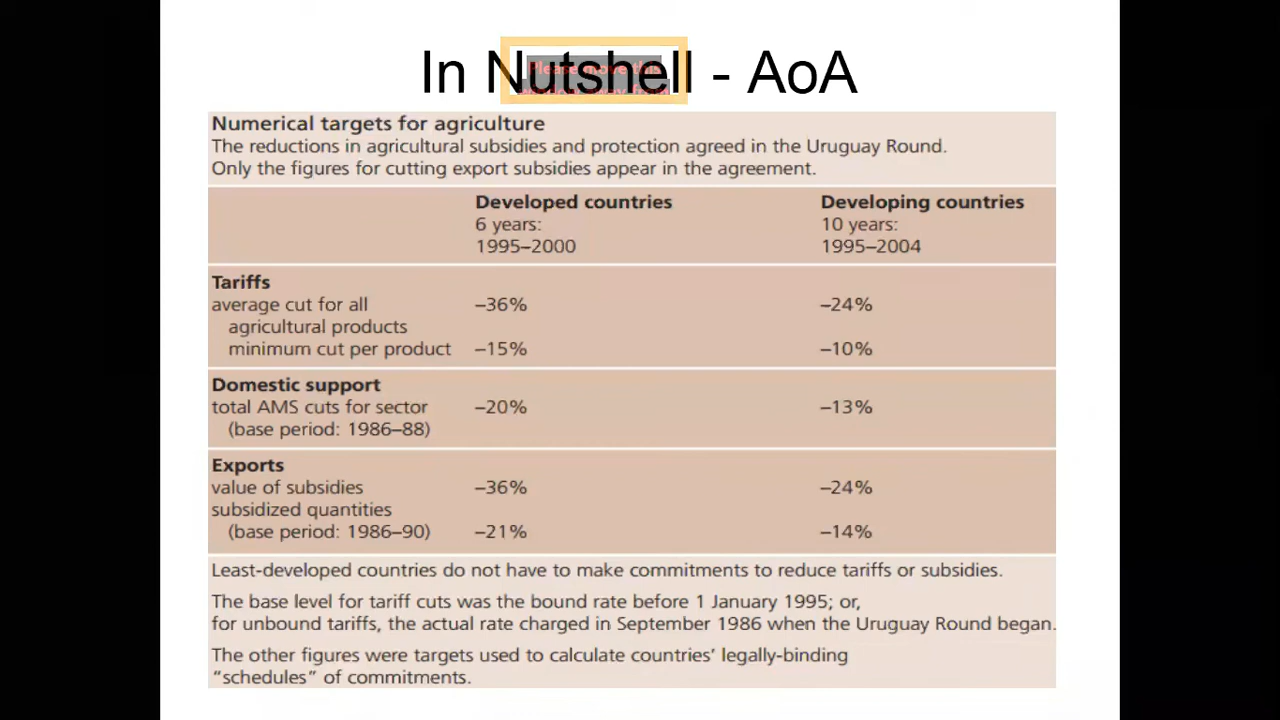 In Nutshell - AoA
Please move this
window away from
Numerical targets for agriculture
The reductions in agricultural subsidies and protection agreed in the Uruguay Round.
Only the figures for cutting export subsidies appear in the agreement.
Developed countries Developing countries
6 years: 10 years:
1995–2000 1995–2004
Tariffs
average cut for all –36% –24%
agricultural products
minimum cut per product –15% –10%
Domestic support
total AMS cuts for sector –20% –13%
(base period: 1986–88)
Exports
value of subsidies –36% –24%
subsidized quantities
(base period: 1986–90) –21% –14%
Least-developed countries do not have to make commitments to reduce tariffs or subsidies.
The base level for tariff cuts was the bound rate before 1 January 1995; or,
for unbound tariffs, the actual rate charged in September 1986 when the Uruguay Round began.
The other figures were targets used to calculate countries’ legally-binding
“schedules” of commitments.